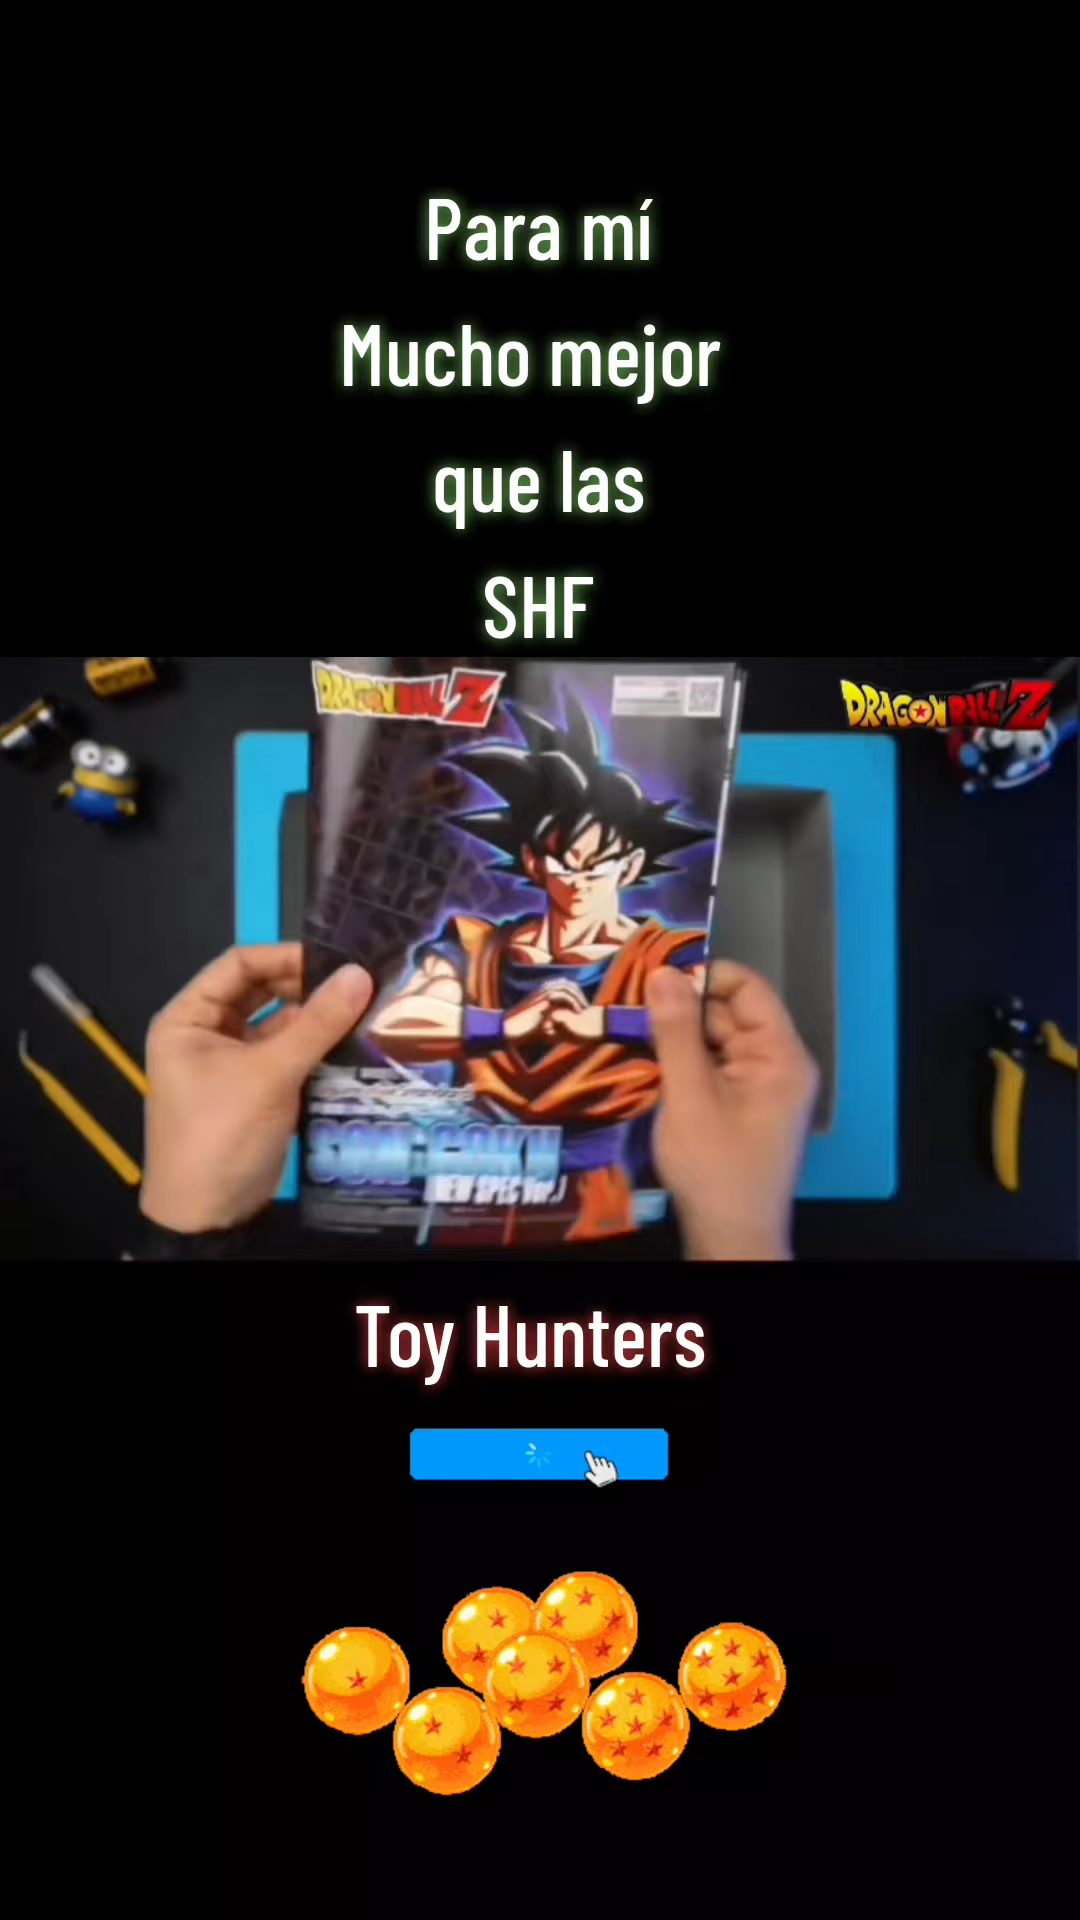 Para mí
Mucho mejor
que las
SHF
DRAGON BALL Z
DRAGON BALL Z
SON GOKU
(NEW SPEC Ver.)
Toy Hunters